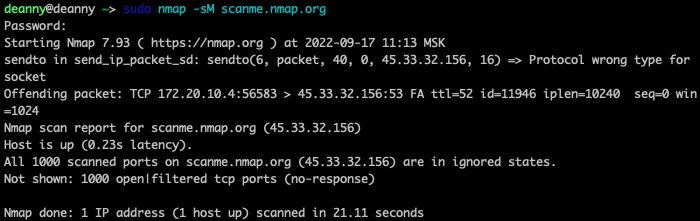 deanny@deanny ~> sudo nmap -sM scanme.nmap.org
Password:
Starting Nmap 7.93 ( https://nmap.org ) at 2022-09-17 11:13 MSK
sendto in send_ip_packet_sd: sendto(6, packet, 40, 0, 45.33.32.156, 16) => Protocol wrong type for
socket
Offending packet: TCP 172.20.10.4:56583 > 45.33.32.156:53 FA ttl=52 id=11946 iplen=10240  seq=0 win
=1024
Nmap scan report for scanme.nmap.org (45.33.32.156)
Host is up (0.23s latency).
All 1000 scanned ports on scanme.nmap.org (45.33.32.156) are in ignored states.
Not shown: 1000 open|filtered tcp ports (no-response)
Nmap done: 1 IP address (1 host up) scanned in 21.11 seconds